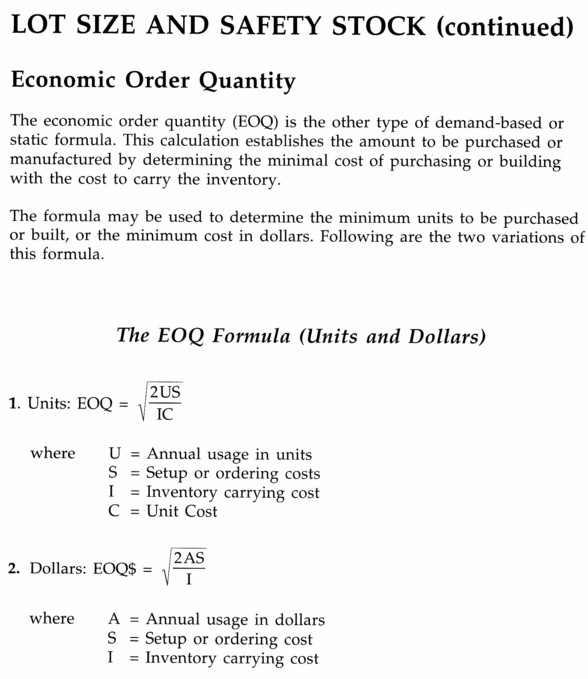 LOT SIZE AND SAFETY STOCK (continued)
Economic Order Quantity
The economic order quantity (EOQ) is the other type of demand-based or
static formula. This calculation establishes the amount to be purchased or
manufactured by determining the minimal cost of purchasing or building
with the cost to carry the inventory.
The formula may be used to determine the minimum units to be purchased
or built, or the minimum cost in dollars. Following are the two variations of
this formula.
The EOQ Formula (Units and Dollars)
1. Units: EOQ = √(2US/IC)
where U = Annual usage in units
S = Setup or ordering costs
I = Inventory carrying cost
C = Unit Cost
2. Dollars: EOQ$ = √(2AS/I)
where A = Annual usage in dollars
S = Setup or ordering cost
I = Inventory carrying cost